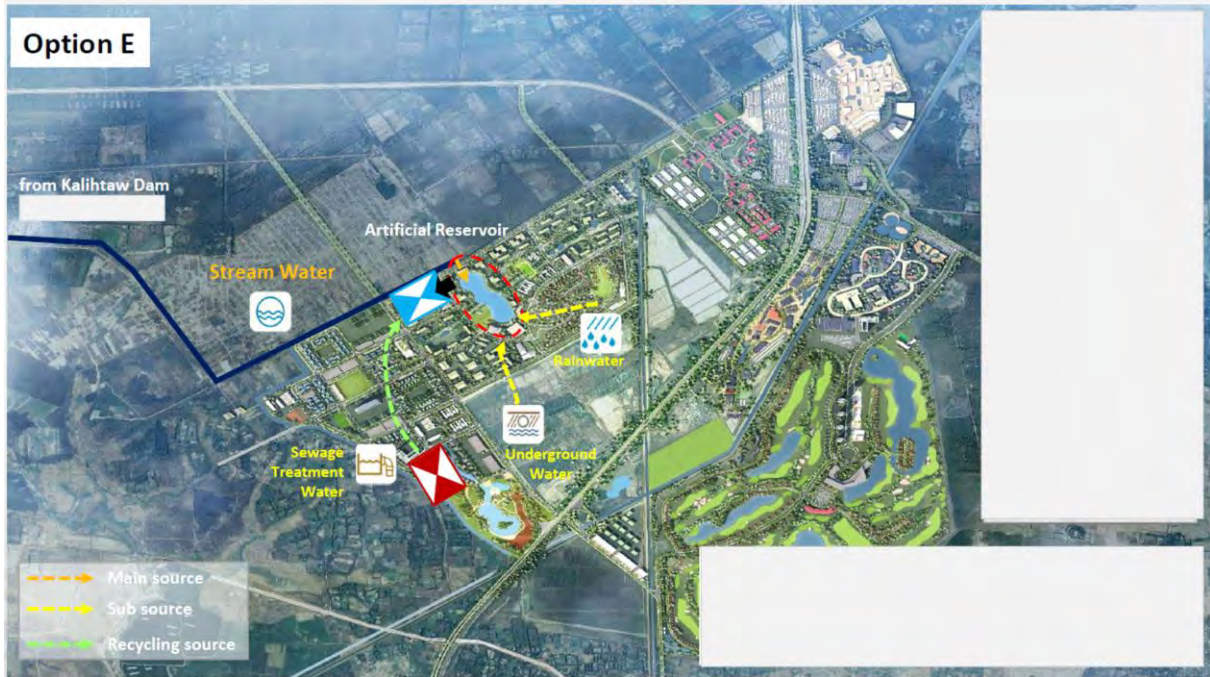 Option E
from Kalihtaw Dam
Artificial Reservoir
Stream Water
Rainwater
Sewage
Treatment
Water
Underground
Water
Main source
Sub source
Recycling source